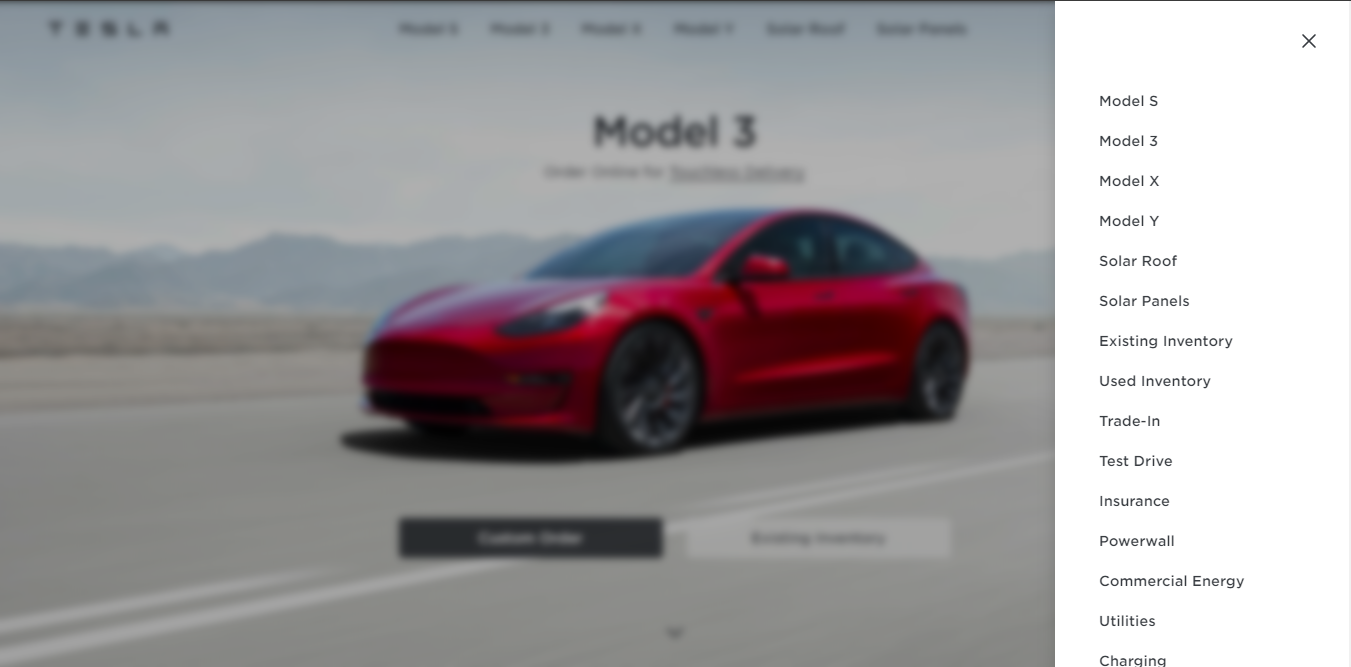 TESLA
Model S Model 3 Model X Model Y Solar Roof Solar Panels
Model 3
Order Online for Touchless Delivery
Custom Order
Existing Inventory
Model S
Model 3
Model X
Model Y
Solar Roof
Solar Panels
Existing Inventory
Used Inventory
Trade-In
Test Drive
Insurance
Powerwall
Commercial Energy
Utilities
Charging